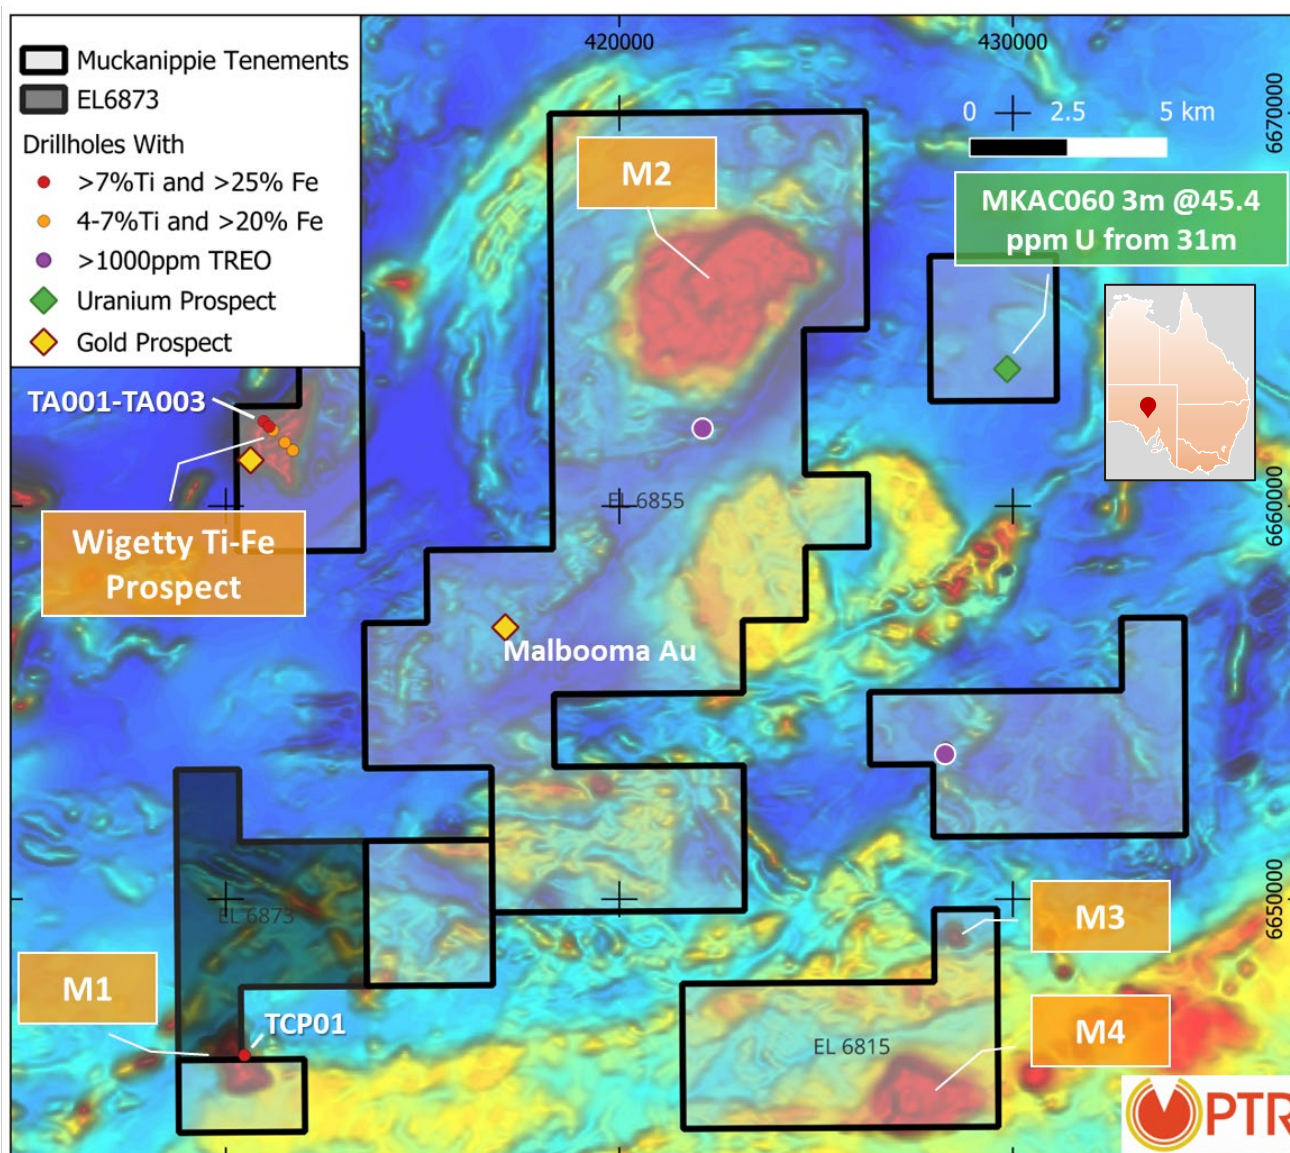 420000
430000
Muckanippie Tenements
EL6873
Drillholes With
>7%Ti and >25% Fe
4-7%Ti and >20% Fe
>1000ppm TREO
Uranium Prospect
Gold Prospect
0 2.5 5 km
6670000
M2
MKAC060 3m @45.4
ppm U from 31m
TA001-TA003
EL 6855
6660000
Wigetty Ti-Fe
Prospect
Malbooma Au
EL 6873
6650000
M3
M1
TCP01
M4
EL 6815
PTR